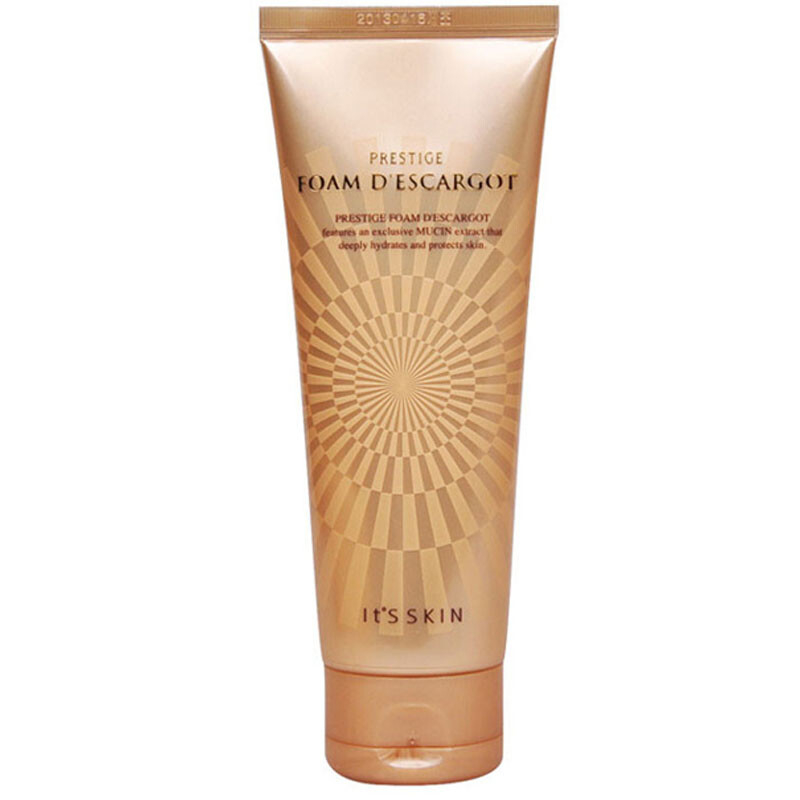 PRESTIGE
FOAM D'ESCARGOT
PRESTIGE FOAM D'ESCARGOT
features an exclusive MUCIN extract that
deeply hydrates and protects skin.
It'S SKIN